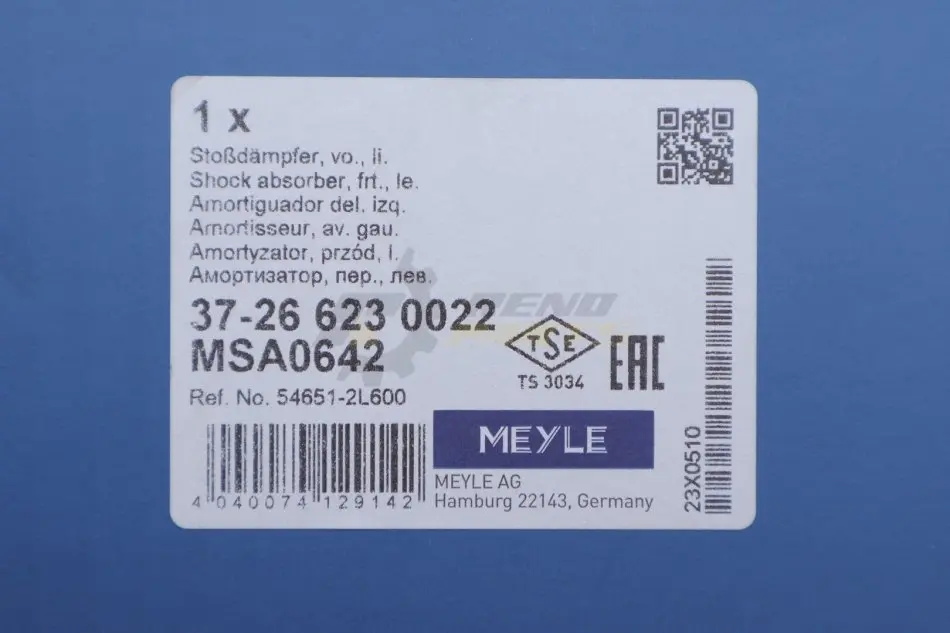 1 x
Stoßdämpfer, vo., li.
Shock absorber, frt., le.
Amortiguador del. izq.
Amortisseur, av. gau.
Amortyzator, przód, l.
Амортизатор, пер., лев.
37-26 623 0022
MSA0642
Ref. No. 54651-2L600
TSE
TS 3034
EAC
MEYLE
MEYLE AG
Hamburg 22143, Germany
4 040074 129142
23X0510